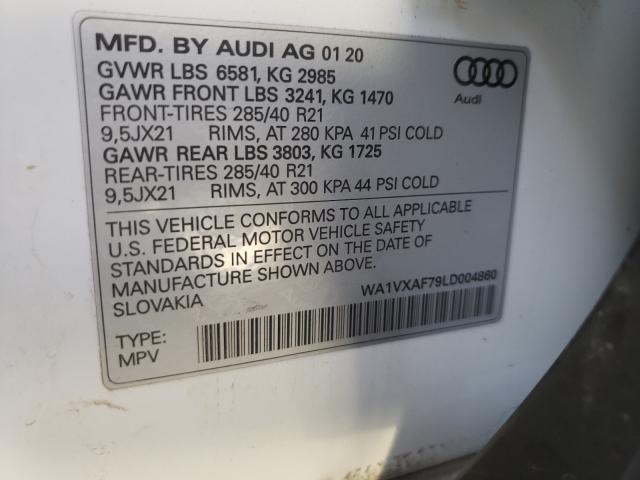 MFD. BY AUDI AG 01 20
GVWR LBS 6581, KG 2985
GAWR FRONT LBS 3241, KG 1470
FRONT-TIRES 285/40 R21
9,5JX21 RIMS, AT 280 KPA 41 PSI COLD
GAWR REAR LBS 3803, KG 1725
REAR-TIRES 285/40 R21
9,5JX21 RIMS, AT 300 KPA 44 PSI COLD
Audi
THIS VEHICLE CONFORMS TO ALL APPLICABLE
U.S. FEDERAL MOTOR VEHICLE SAFETY
STANDARDS IN EFFECT ON THE DATE OF
MANUFACTURE SHOWN ABOVE.
SLOVAKIA
WA1VXAF79LD004860
TYPE:
MPV